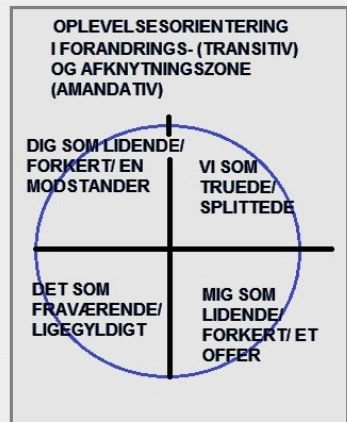 OPLEVELSESORIENTERING
I FORANDRINGS- (TRANSITIV)
OG AFKNYTNINGSZONE
(AMANDATIV)
DIG SOM LIDENDE/
FORKERT/ EN
MODSTANDER
VI SOM
TRUEDE/
SPLITTEDE
DET SOM
FRAVÆRENDE/
LIGEGYLDIGT
MIG SOM
LIDENDE/
FORKERT/ ET
OFFER